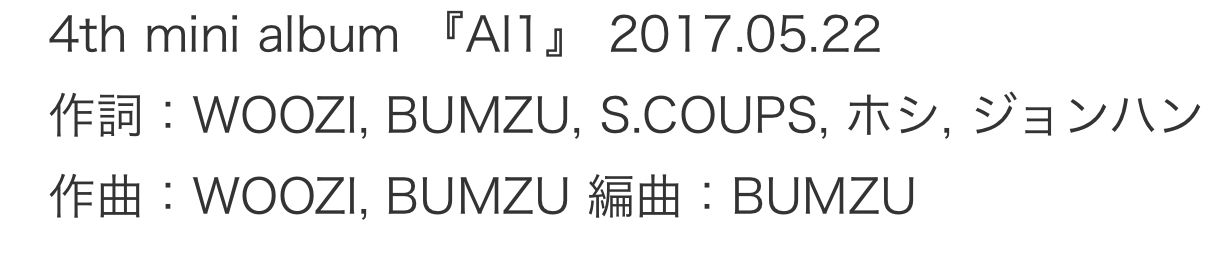 4th mini album 『Al1』 2017.05.22
作詞：WOOZI, BUMZU, S.COUPS, ホシ, ジョンハン
作曲：WOOZI, BUMZU 編曲：BUMZU